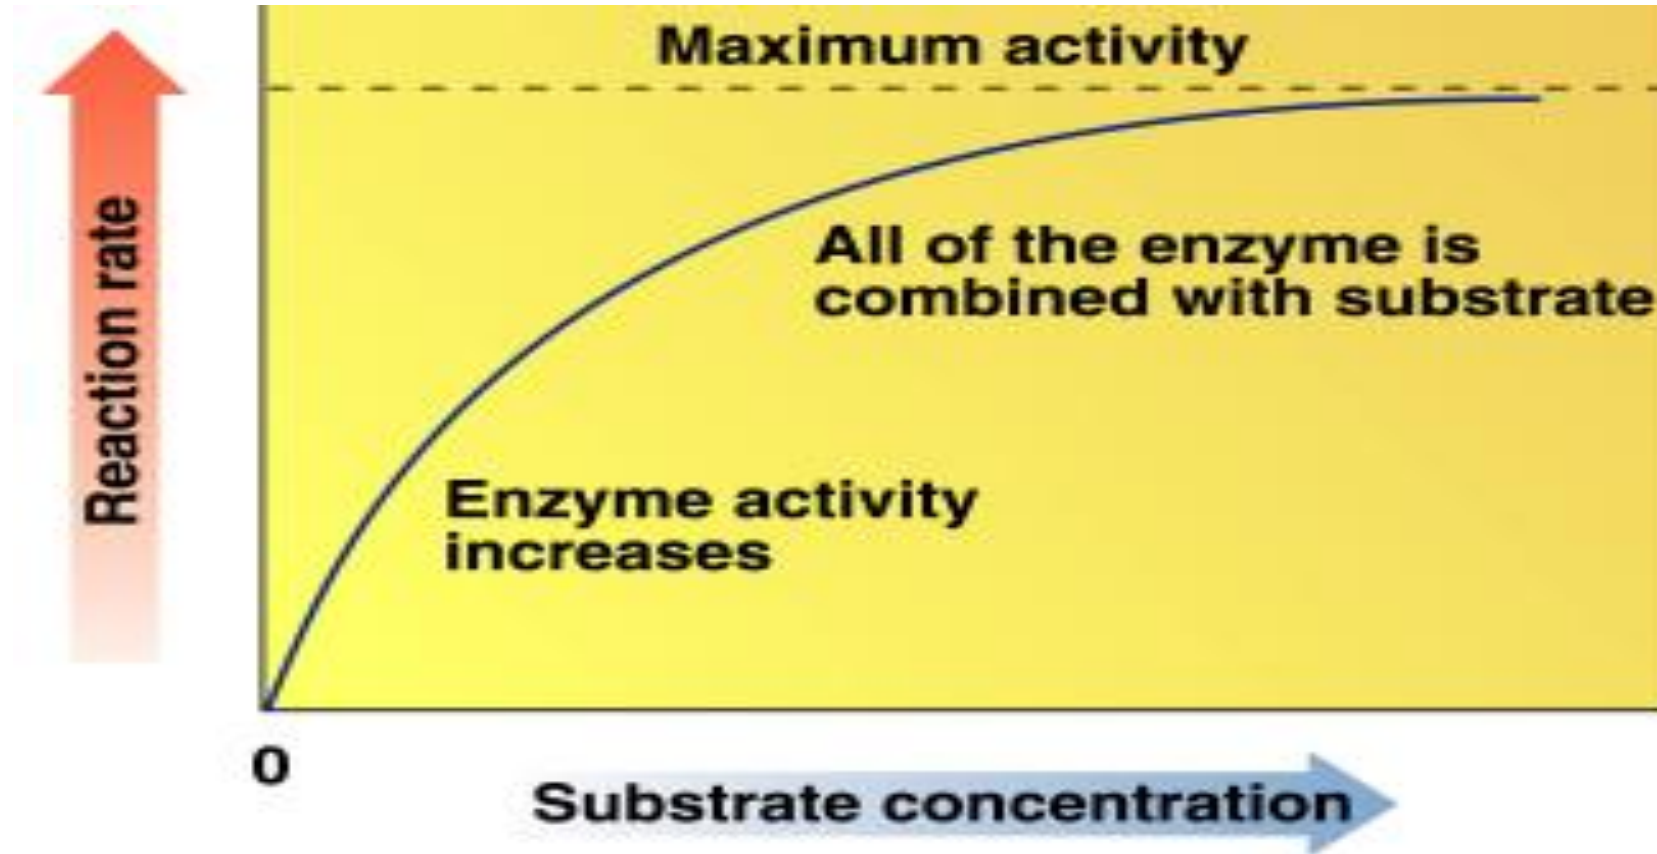 Maximum activity
Reaction rate
All of the enzyme is
combined with substrate
Enzyme activity
increases
0
Substrate concentration